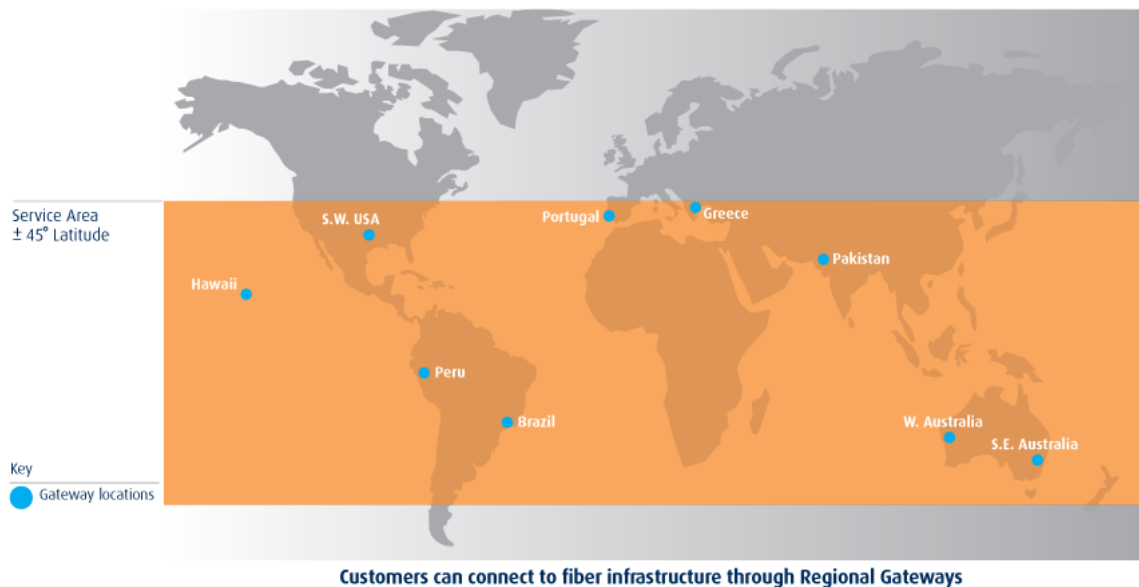 Service Area
± 45° Latitude
S.W. USA
Portugal
Greece
Pakistan
Hawaii
Peru
Brazil
W. Australia
S.E. Australia
Key
Gateway locations
Customers can connect to fiber infrastructure through Regional Gateways